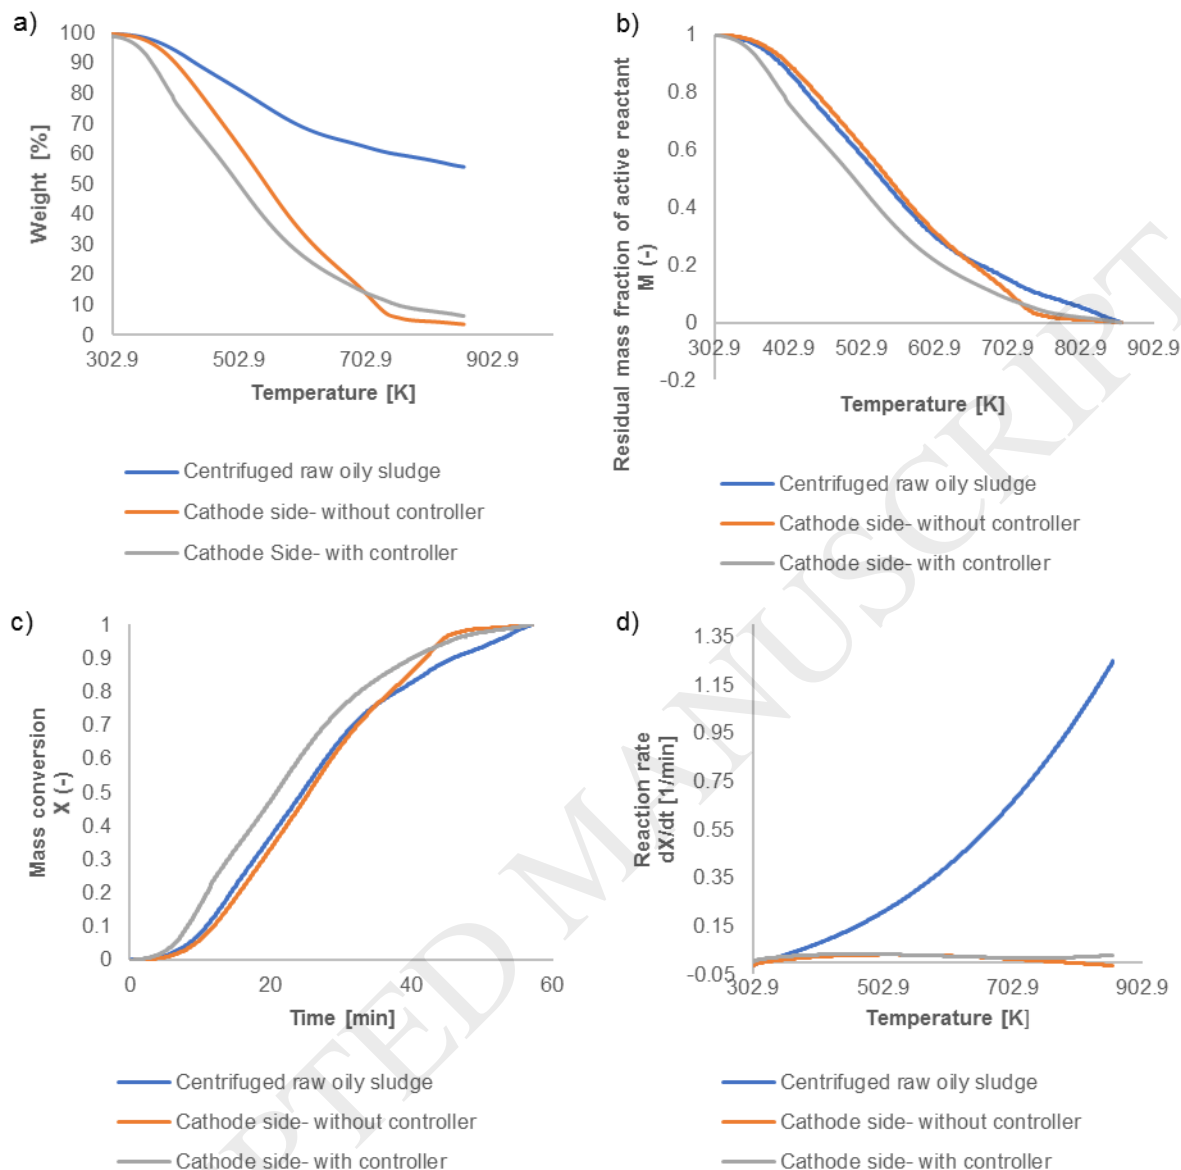 a)
100
90
80
70
60
50
40
30
20
10
0
Weight [%]
302.9 502.9 702.9 902.9
Temperature [K]
Centrifuged raw oily sludge
Cathode side- without controller
Cathode Side- with controller
b)
1
0.8
0.6
0.4
0.2
0
-0.2
Residual mass fraction of active reactant
M (-)
302.9 402.9 502.9 602.9 702.9 802.9 902.9
Temperature [K]
Centrifuged raw oily sludge
Cathode side- without controller
Cathode side- with controller
c)
1
0.9
0.8
0.7
0.6
0.5
0.4
0.3
0.2
0.1
0
Mass conversion
X (-)
0 20 40 60
Time [min]
Centrifuged raw oily sludge
Cathode side- without controller
Cathode side- with controller
d)
1.35
1.15
0.95
0.75
0.55
0.35
0.15
-0.05
Reaction rate
dX/dt [1/min]
302.9 502.9 702.9 902.9
Temperature [K]
Centrifuged raw oily sludge
Cathode side- without controller
Cathode side- with controller
PTED MANUSCRIPT